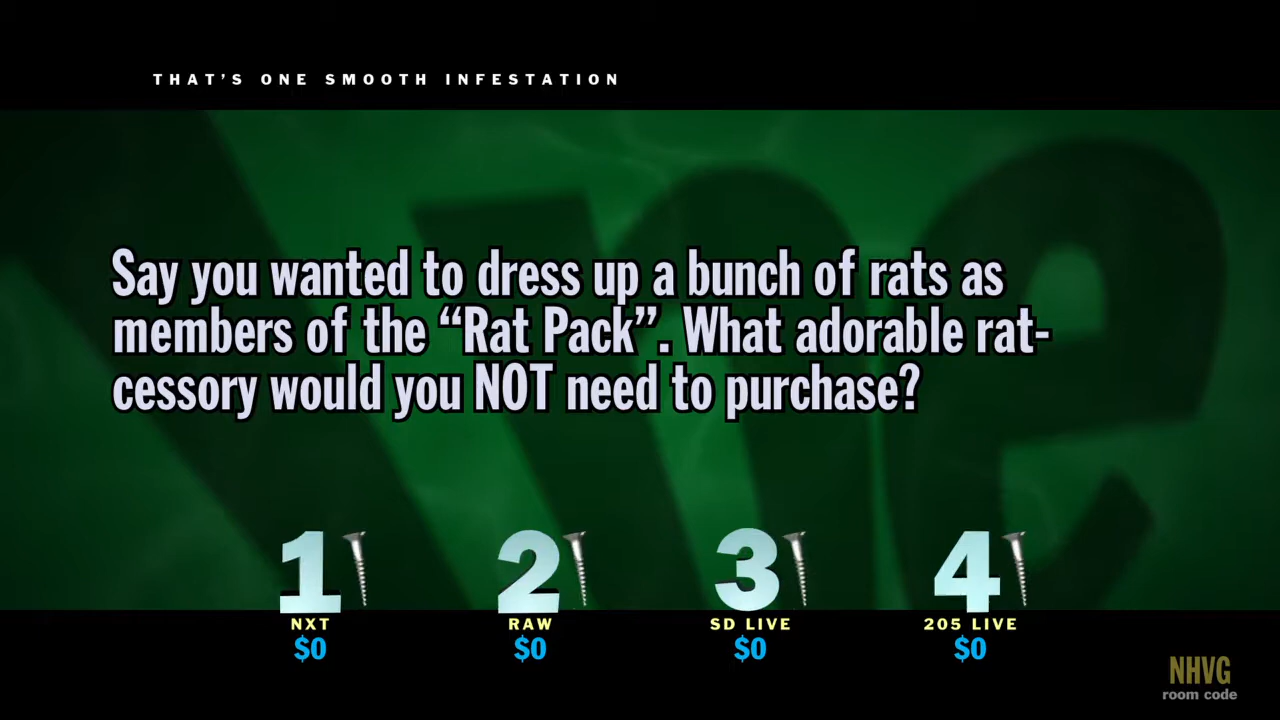 THAT'S ONE SMOOTH INFESTATION
Say you wanted to dress up a bunch of rats as
members of the “Rat Pack”. What adorable rat-
cessory would you NOT need to purchase?
1 2 3 4
NXT RAW SD LIVE 205 LIVE
$0 $0 $0 $0
NHVG
room code